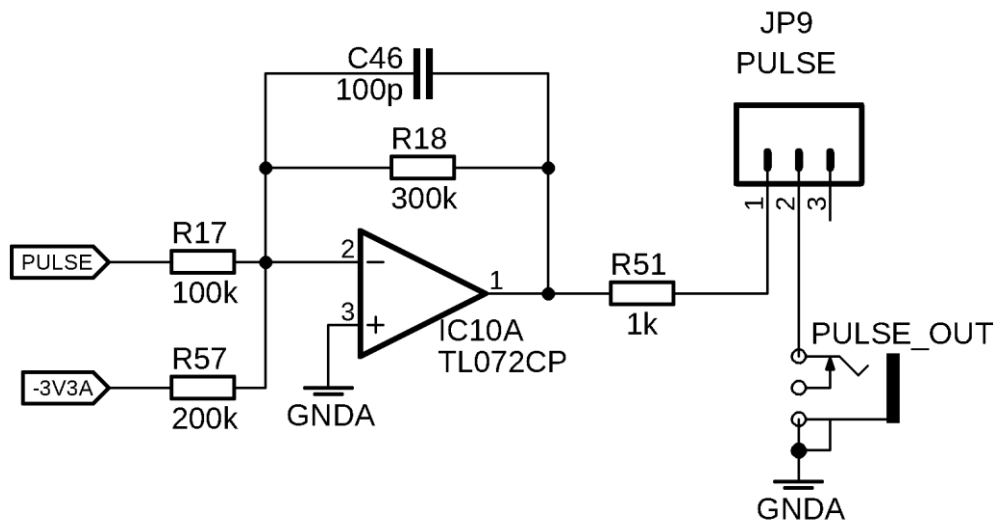 JP9
PULSE
C46
100p
R18
300k
PULSE
R17
100k
2
−
1
3
+
IC10A
TL072CP
R51
1k
1
2
3
-3V3A
R57
200k
GNDA
PULSE_OUT
GNDA